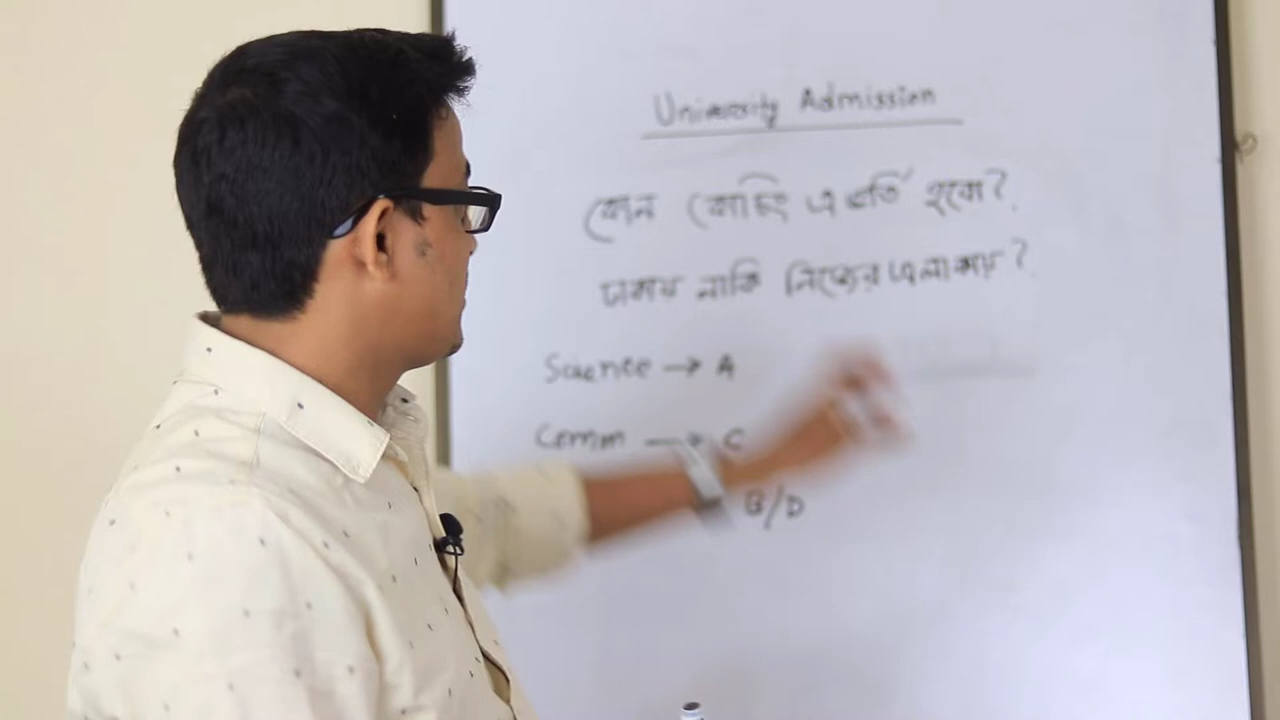 University Admission
কোন কোচিং এ ভর্তি হবো?
ঢাকায় নাকি নিজের এলাকায়?
Science → A
Comm → C
B/D